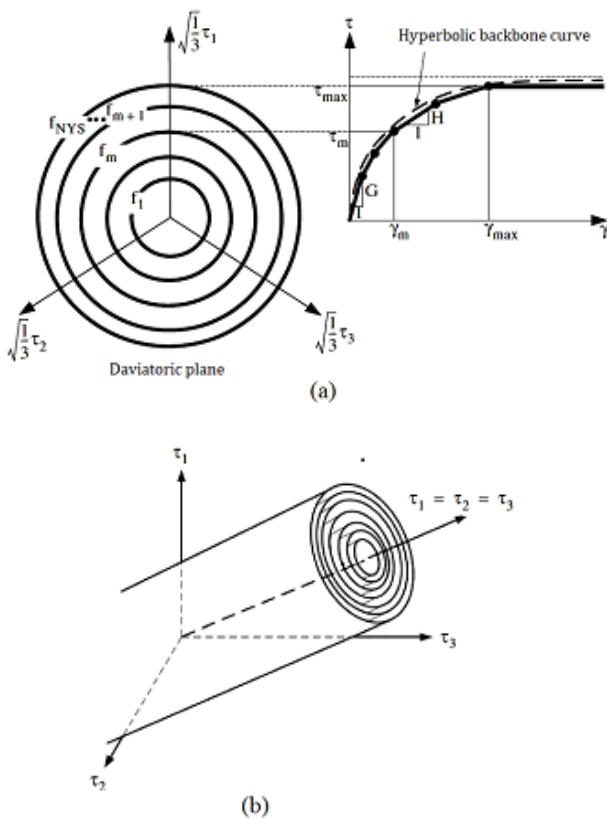 √1/3 τ1
τ
Hyperbolic backbone curve
τmax
fNYS
fm+1
H
τm
fm
1
f1
G
1
γm
γmax
γ
√1/3 τ2
√1/3 τ3
Daviatoric plane
(a)
τ1
τ1 = τ2 = τ3
τ3
τ2
(b)